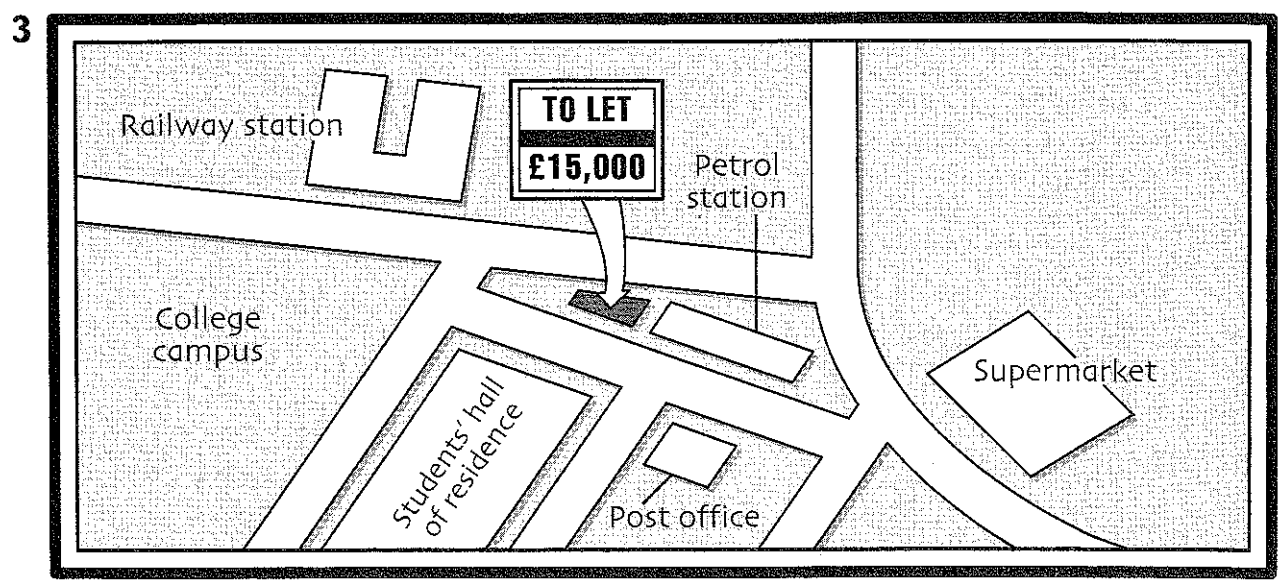 3
Railway station
TO LET
£15,000
Petrol
station
College
campus
Supermarket
Students' hall
of residence
Post office